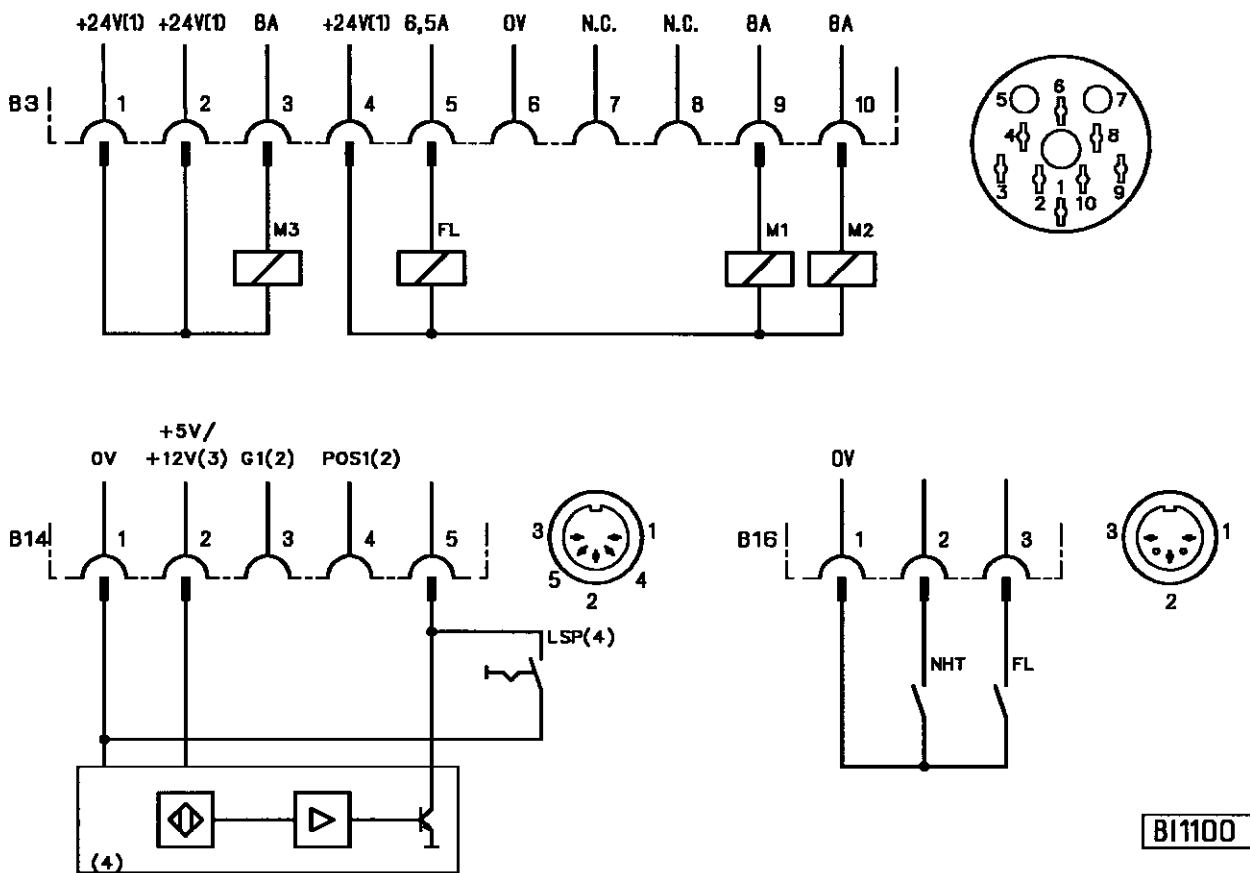 +24V(1) +24V(1) 8A +24V(1) 6,5A 0V N.C. N.C. 8A 8A
B3 1 2 3 4 5 6 7 8 9 10
M3 FL M1 M2
6
5 7
4 8
3 2 1 10 9
+5V/
0V +12V(3) G1(2) POS1(2)
B14 1 2 3 4 5
3 1
5 4
2
LSP(4)
(4)
0V
B16 1 2 3
3 1
2
NHT FL
BI1100